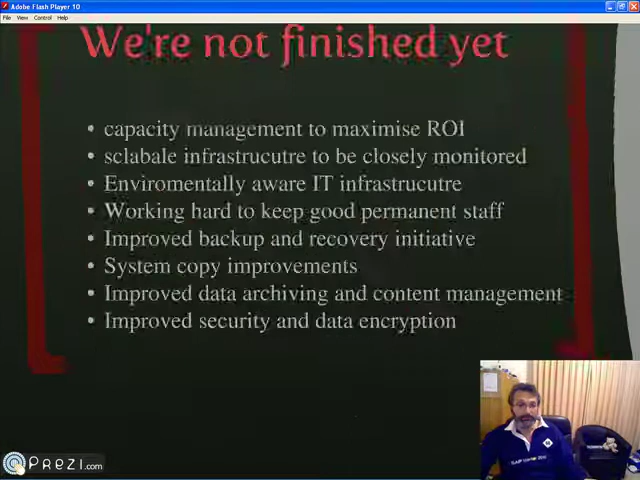 Adobe Flash Player 10
File View Control Help
We're not finished yet
• capacity management to maximise ROI
• sclabale infrastrucutre to be closely monitored
• Enviromentally aware IT infrastrucutre
• Working hard to keep good permanent staff
• Improved backup and recovery initiative
• System copy improvements
• Improved data archiving and content management
• Improved security and data encryption
PREZI.com